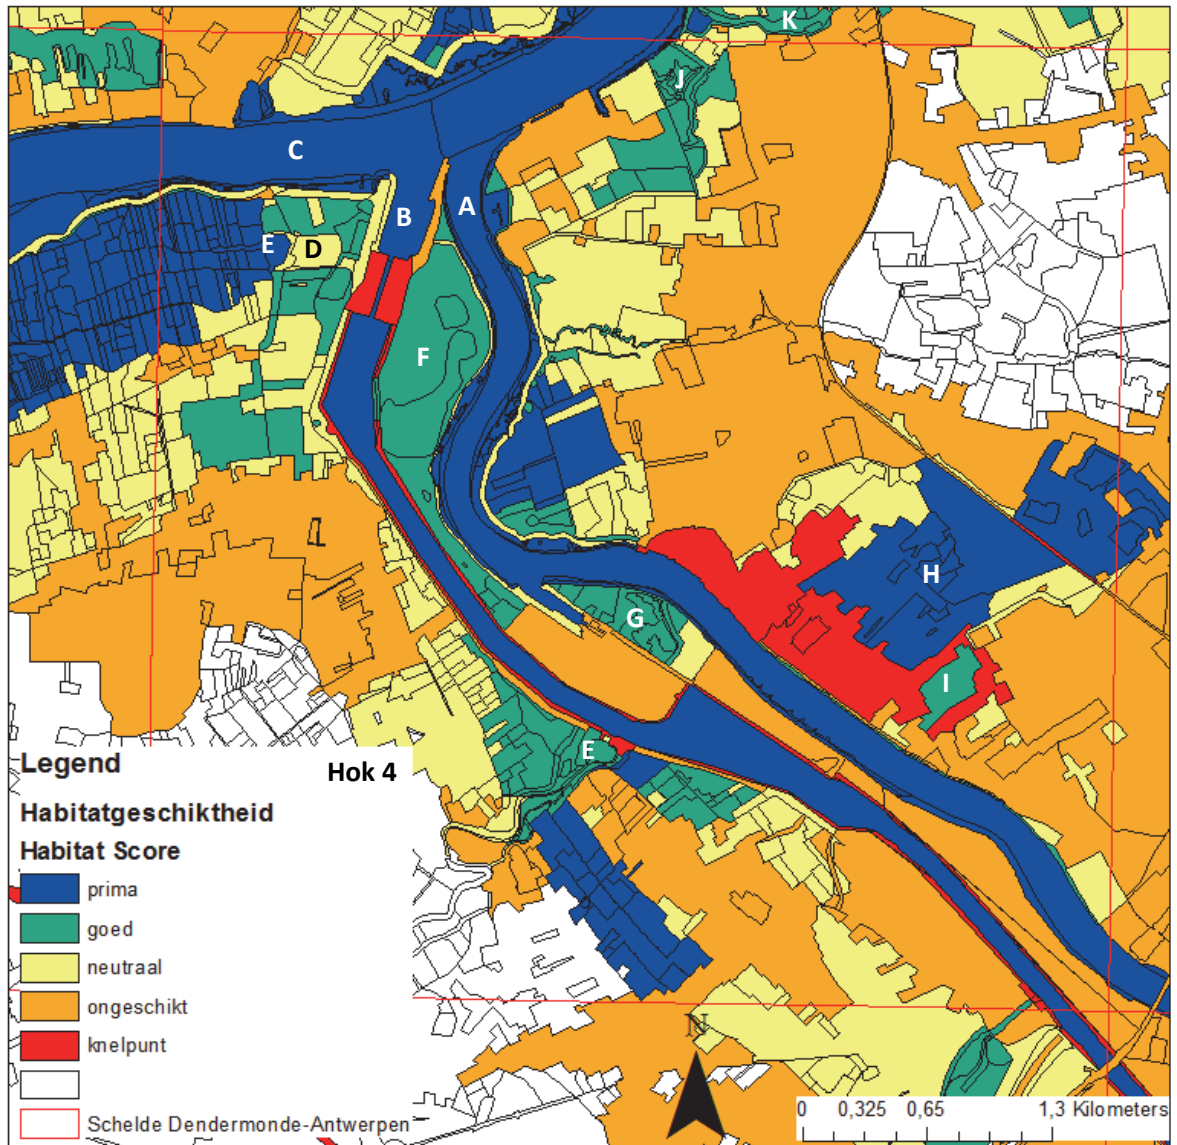 K
J
C
A
B
E
D
F
H
G
I
E
Legend
Hok 4
Habitatgeschiktheid
Habitat Score
prima
goed
neutraal
ongeschikt
knelpunt
Schelde Dendermonde-Antwerpen
N
0 0,325 0,65 1,3 Kilometers